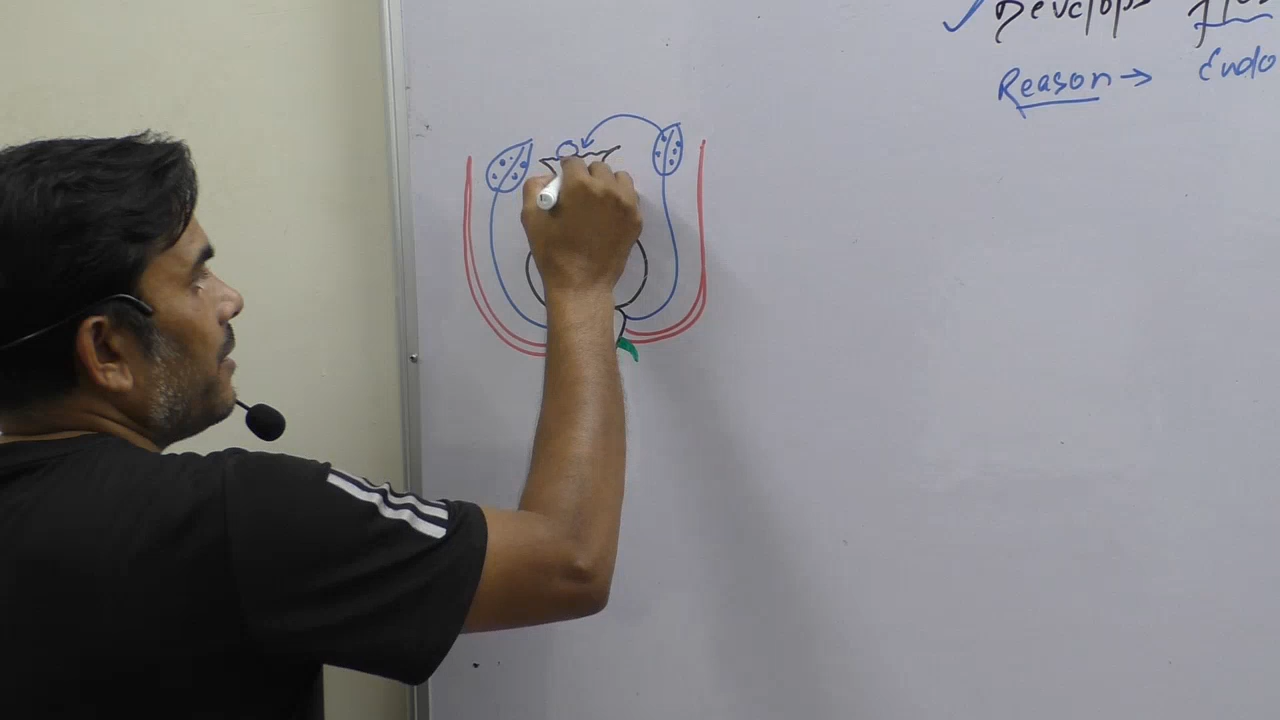 ✓ Develops
Reason → Endo